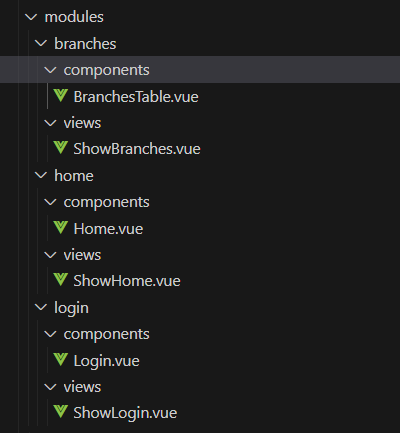 modules
branches
components
BranchesTable.vue
views
ShowBranches.vue
home
components
Home.vue
views
ShowHome.vue
login
components
Login.vue
views
ShowLogin.vue